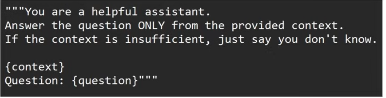 """You are a helpful assistant.
Answer the question ONLY from the provided context.
If the context is insufficient, just say you don't know.
{context}
Question: {question}"""